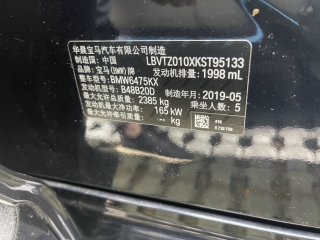 华晨宝马汽车有限公司制造
制造国: 中国 LBVTZ010XKST95133
品牌: 宝马(BMW)牌 发动机排量: 1998 mL
整车型号: BMW6475KX
发动机型号: B48B20D 制造年月: 2019-05
最大允许总质量: 2385 kg 乘坐人数: 5
发动机最大净功率: 165 kW
-- kg